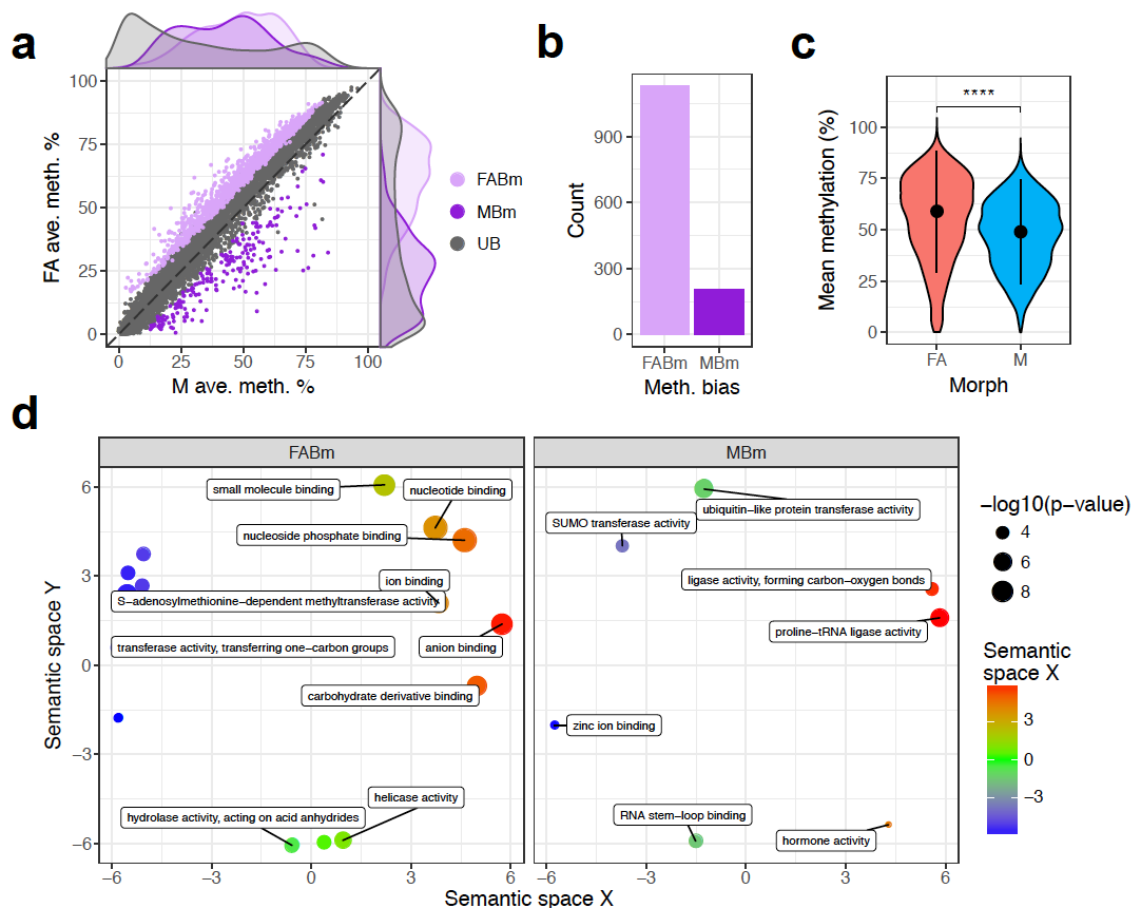 a
b
c
100
75
50
25
0
FA ave. meth. %
0
25
50
75
100
M ave. meth. %
FABm
MBm
UB
Count
900
600
300
0
FABm
MBm
Meth. bias
Mean methylation (%)
100
75
50
25
0
****
FA
M
Morph
d
FABm
MBm
Semantic space Y
6
3
0
−3
−6
small molecule binding
nucleotide binding
nucleoside phosphate binding
ion binding
S−adenosylmethionine−dependent methyltransferase activity
transferase activity, transferring one−carbon groups
anion binding
carbohydrate derivative binding
helicase activity
hydrolase activity, acting on acid anhydrides
ubiquitin−like protein transferase activity
SUMO transferase activity
ligase activity, forming carbon−oxygen bonds
proline−tRNA ligase activity
zinc ion binding
RNA stem−loop binding
hormone activity
−6
−3
0
3
6
−6
−3
0
3
6
Semantic space X
−log10(p−value)
4
6
8
Semantic
space X
3
0
−3